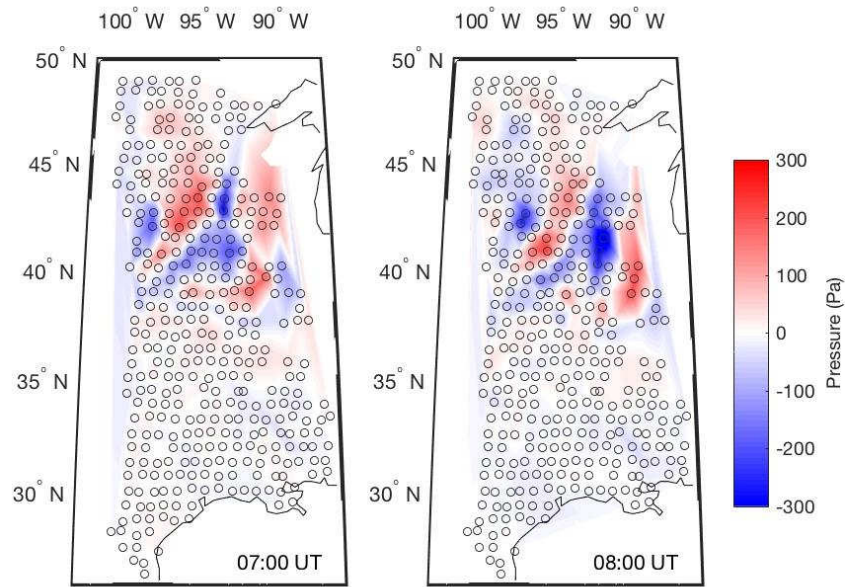 100° W 95° W 90° W
100° W 95° W 90° W
50° N
45° N
40° N
35° N
30° N
07:00 UT
50° N
45° N
40° N
35° N
30° N
08:00 UT
300
200
100
0
-100
-200
-300
Pressure (Pa)